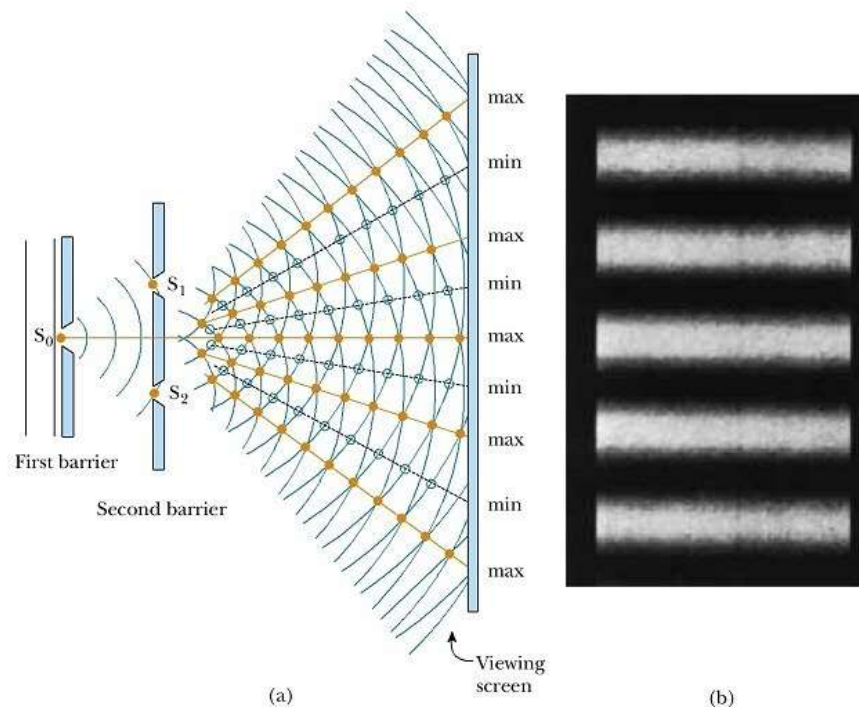 max
min
max
S1
min
S0
max
min
S2
max
First barrier
min
Second barrier
max
Viewing
screen
(a)
(b)